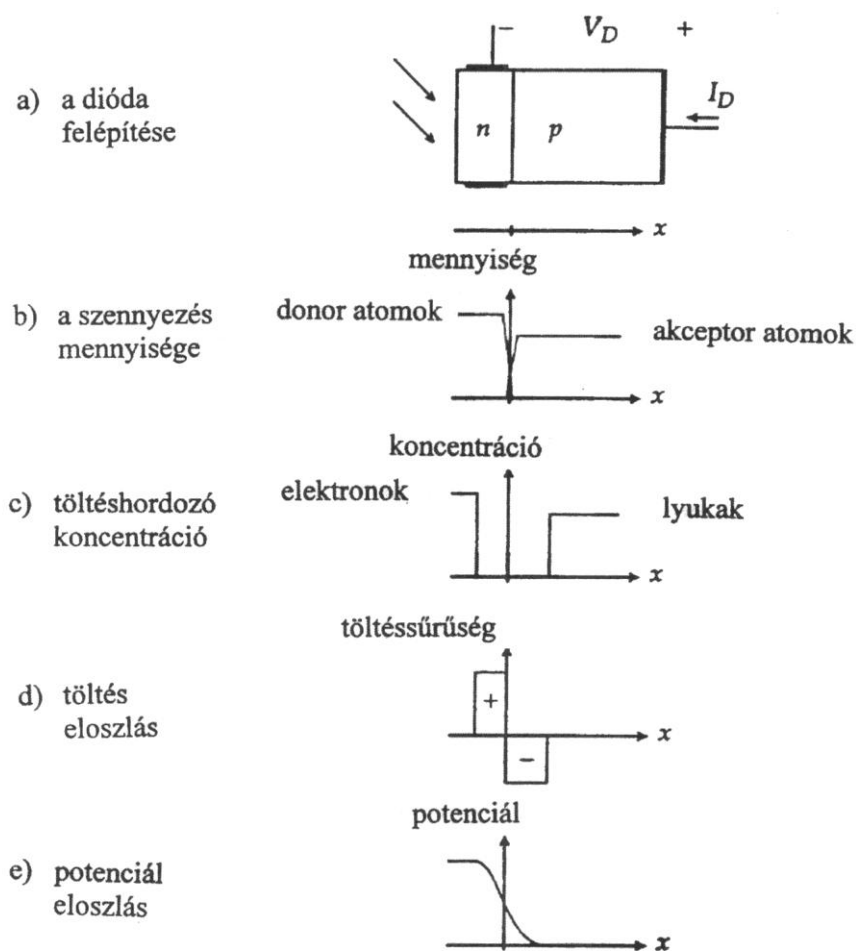 − V_D +
a) a dióda
felépítése
I_D
n p
x
mennyiség
b) a szennyezés
mennyisége
donor atomok
akceptor atomok
x
koncentráció
c) töltéshordozó
koncentráció
elektronok
lyukak
x
töltéssűrűség
d) töltés
eloszlás
+
−
x
potenciál
e) potenciál
eloszlás
x